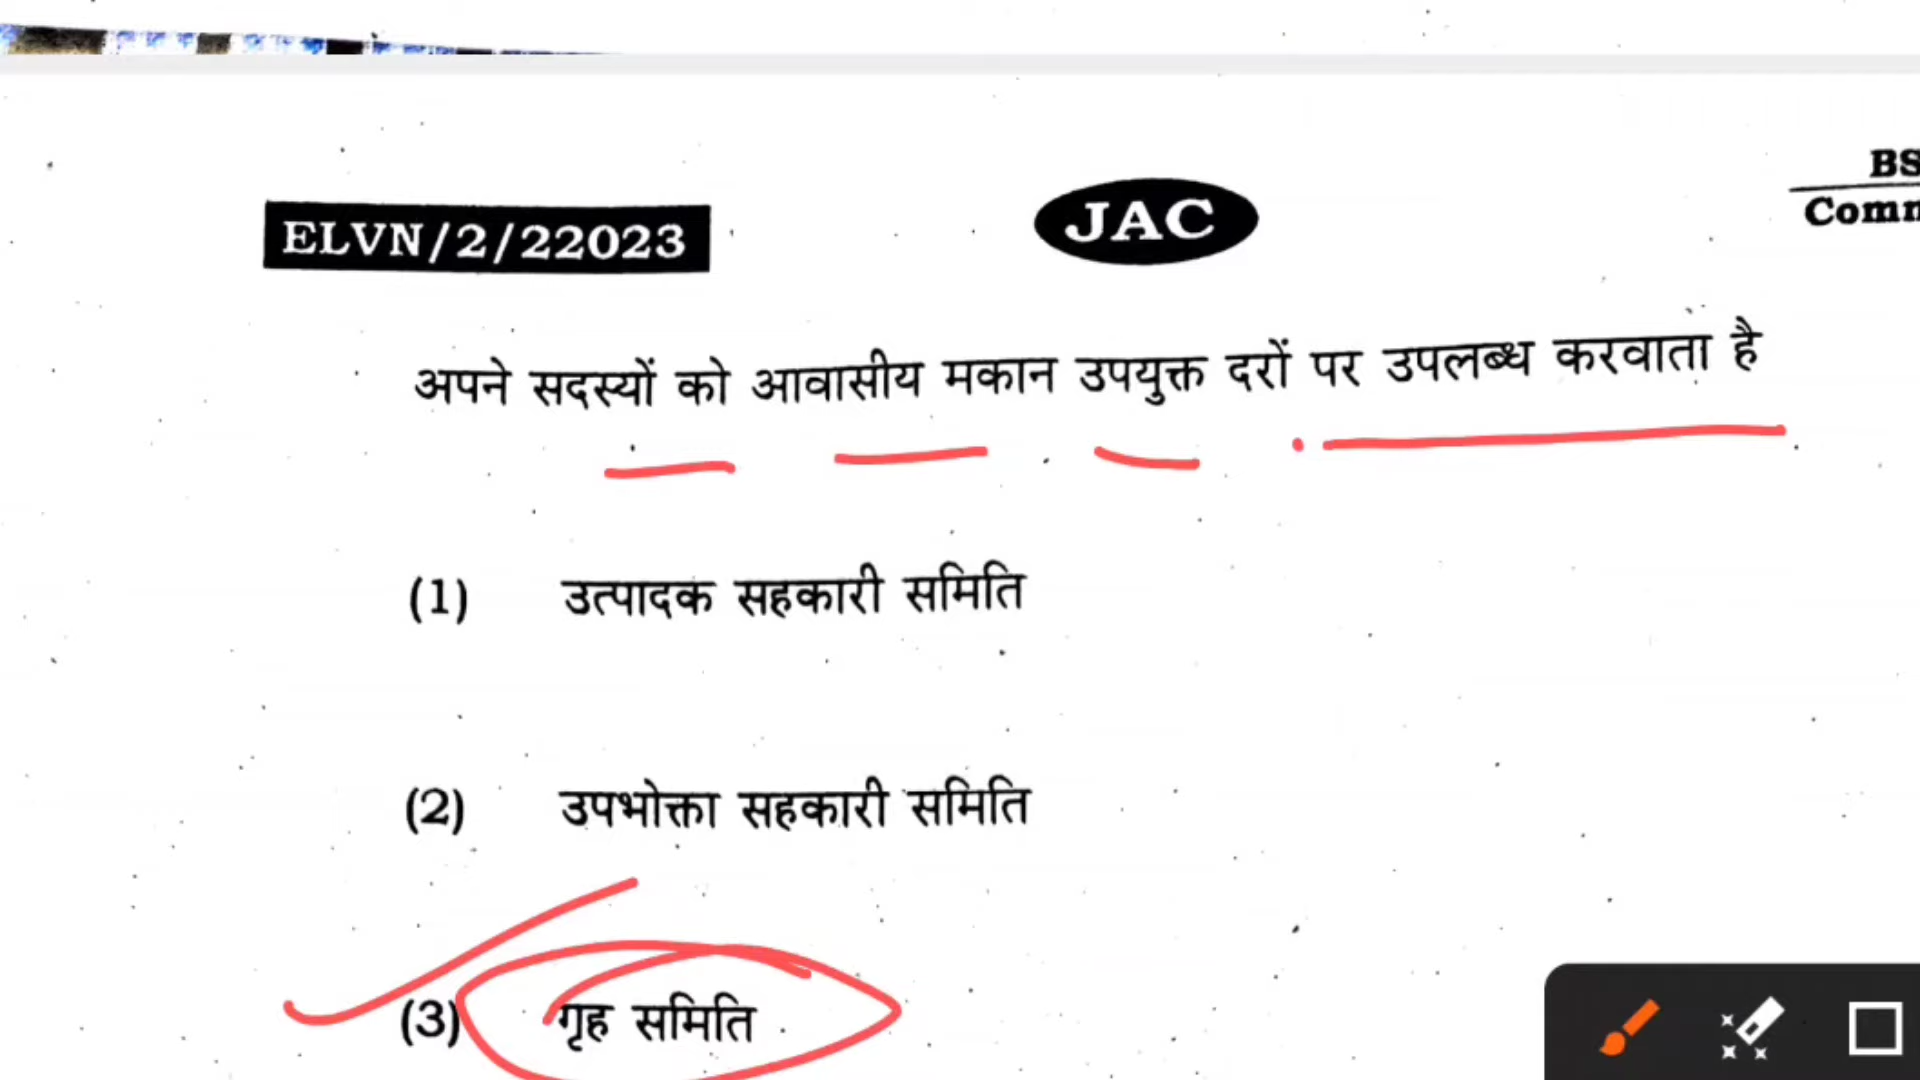 BS
ELVN/2/22023
JAC
Comm
अपने सदस्यों को आवासीय मकान उपयुक्त दरों पर उपलब्ध करवाता है
(1) उत्पादक सहकारी समिति
(2) उपभोक्ता सहकारी समिति
(3) गृह समिति